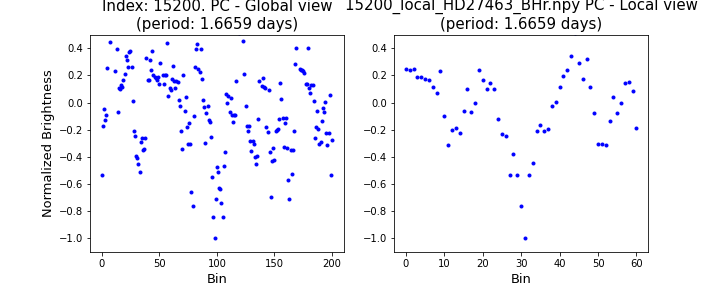 Index: 15200. PC - Global view
(period: 1.6659 days)
15200_local_HD27463_BHr.npy PC - Local view
(period: 1.6659 days)
Normalized Brightness
0.4
0.2
0.0
−0.2
−0.4
−0.6
−0.8
−1.0
0 50 100 150 200
Bin
0.4
0.2
0.0
−0.2
−0.4
−0.6
−0.8
−1.0
0 10 20 30 40 50 60
Bin